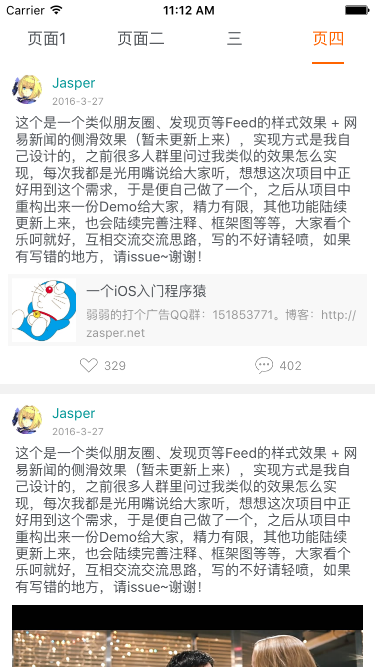 Carrier 11:12 AM
页面1 页面二 三 页四
Jasper
2016-3-27
这个是一个类似朋友圈、发现页等Feed的样式效果 + 网
易新闻的侧滑效果（暂未更新上来），实现方式是我自
己设计的，之前很多人群里问过我类似的效果怎么实
现，每次我都是光用嘴说给大家听，想想这次项目中正
好用到这个需求，于是便自己做了一个，之后从项目中
重构出来一份Demo给大家，精力有限，其他功能陆续
更新上来，也会陆续完善注释、框架图等等，大家看个
乐呵就好，互相交流交流思路，写的不好请轻喷，如果
有写错的地方，请issue~谢谢！
一个iOS入门程序猿
弱弱的打个广告QQ群：151853771。博客：http://
zasper.net
329 402
Jasper
2016-3-27
这个是一个类似朋友圈、发现页等Feed的样式效果 + 网
易新闻的侧滑效果（暂未更新上来），实现方式是我自
己设计的，之前很多人群里问过我类似的效果怎么实
现，每次我都是光用嘴说给大家听，想想这次项目中正
好用到这个需求，于是便自己做了一个，之后从项目中
重构出来一份Demo给大家，精力有限，其他功能陆续
更新上来，也会陆续完善注释、框架图等等，大家看个
乐呵就好，互相交流交流思路，写的不好请轻喷，如果
有写错的地方，请issue~谢谢！